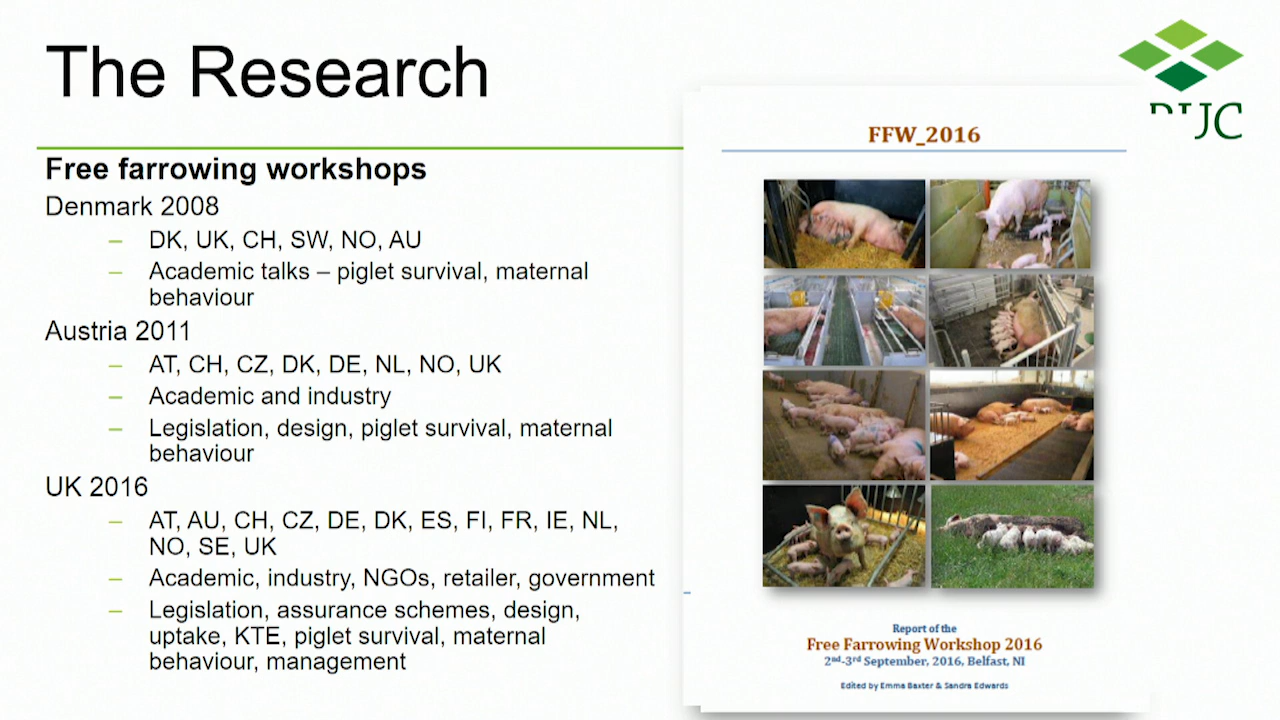 The Research
Free farrowing workshops
Denmark 2008
– DK, UK, CH, SW, NO, AU
– Academic talks – piglet survival, maternal
behaviour
Austria 2011
– AT, CH, CZ, DK, DE, NL, NO, UK
– Academic and industry
– Legislation, design, piglet survival, maternal
behaviour
UK 2016
– AT, AU, CH, CZ, DE, DK, ES, FI, FR, IE, NL,
NO, SE, UK
– Academic, industry, NGOs, retailer, government
– Legislation, assurance schemes, design,
uptake, KTE, piglet survival, maternal
behaviour, management
FFW_2016
Report of the
Free Farrowing Workshop 2016
2nd-3rd September, 2016, Belfast, NI
Edited by Emma Baxter & Sandra Edwards